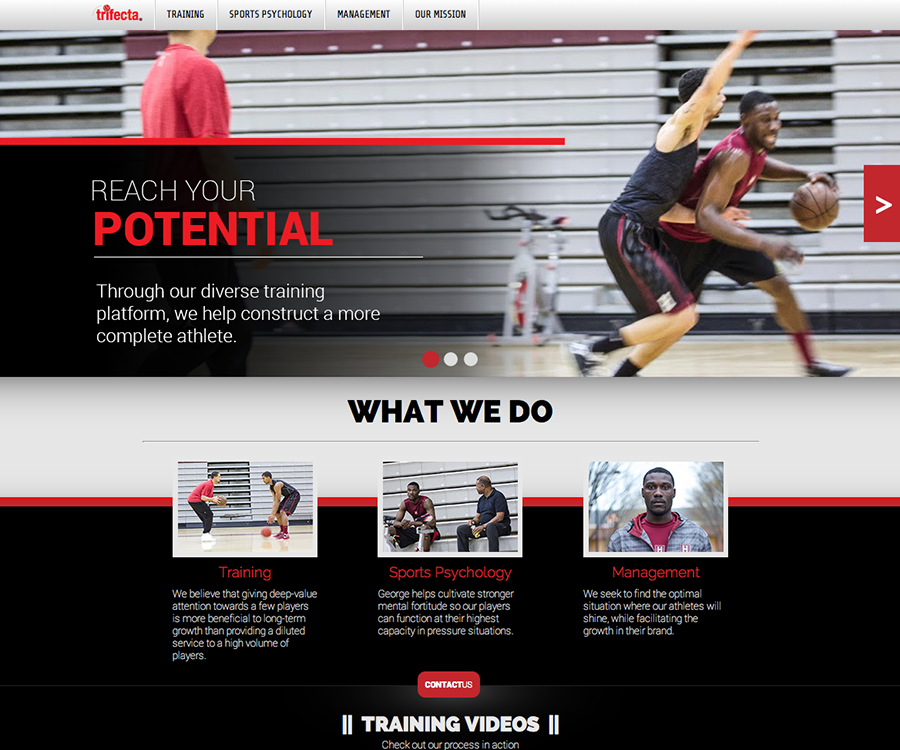 trifecta.
TRAINING
SPORTS PSYCHOLOGY
MANAGEMENT
OUR MISSION
REACH YOUR
POTENTIAL
Through our diverse training
platform, we help construct a more
complete athlete.
>
WHAT WE DO
Training
We believe that giving deep-value
attention towards a few players
is more beneficial to long-term
growth than providing a diluted
service to a high volume of
players.
Sports Psychology
George helps cultivate stronger
mental fortitude so our players
can function at their highest
capacity in pressure situations.
Management
We seek to find the optimal
situation where our athletes will
shine, while facilitating the
growth in their brand.
CONTACTUS
|| TRAINING VIDEOS ||
Check out our process in action